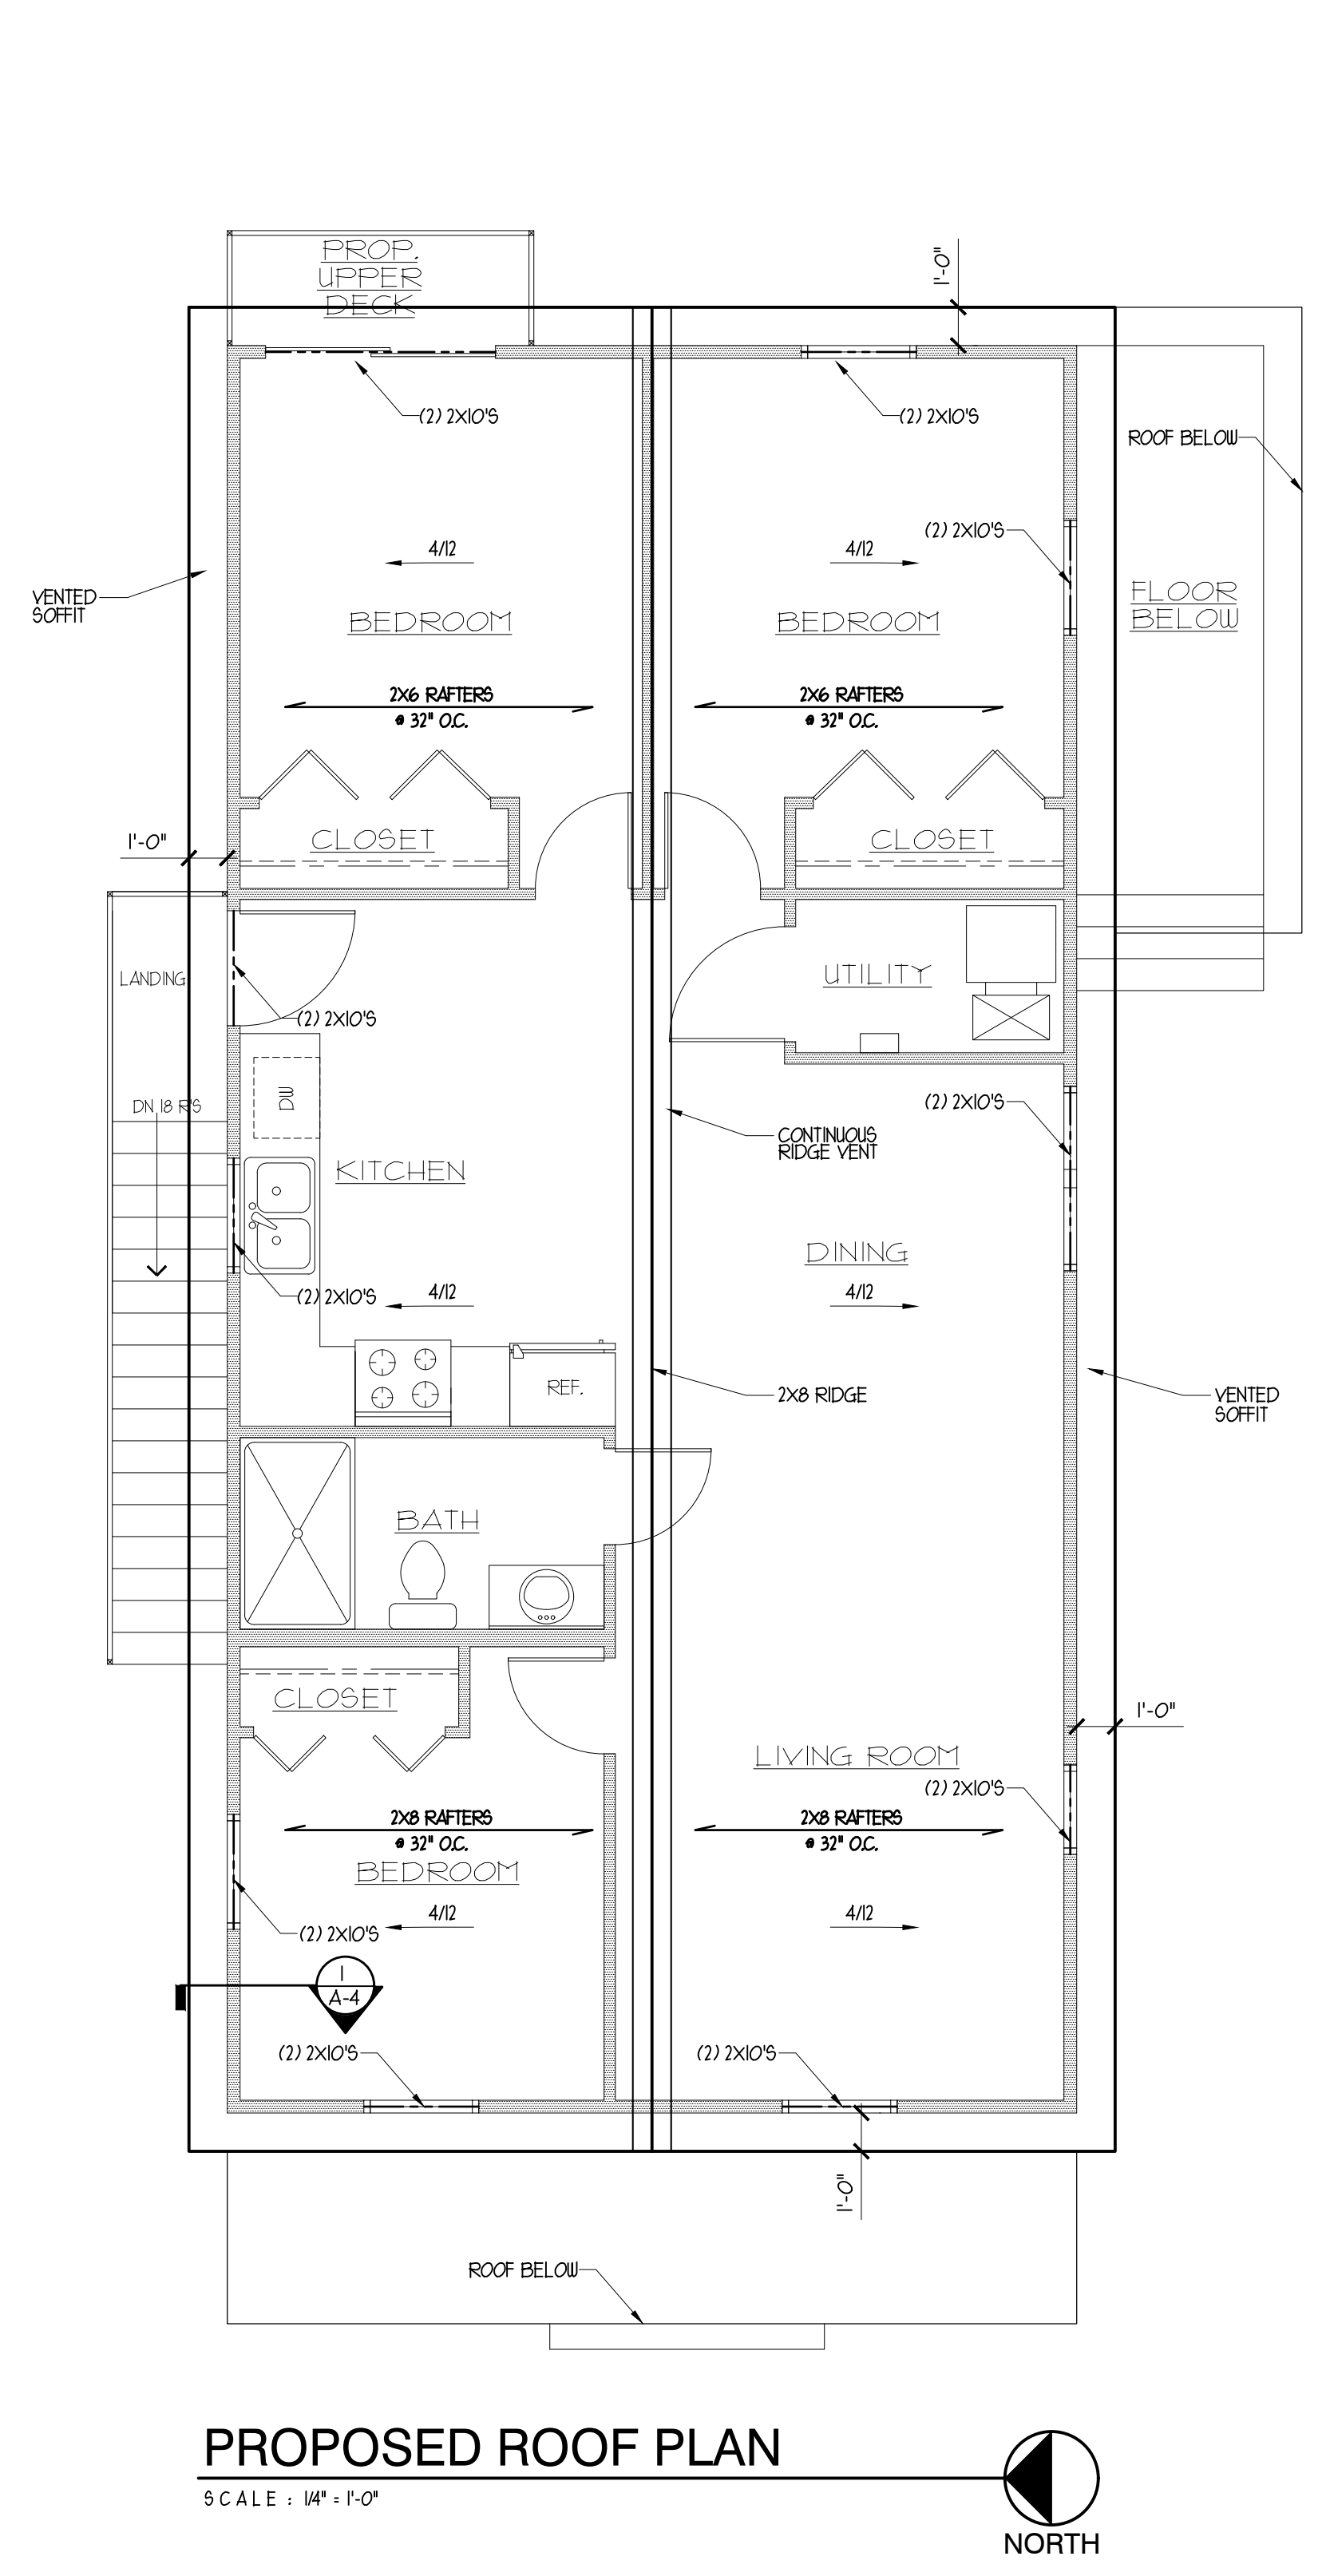 PROP.
UPPER
DECK
1'-0"
(2) 2X10'S
(2) 2X10'S
ROOF BELOW
(2) 2X10'S
4/12
4/12
VENTED
SOFFIT
FLOOR
BELOW
BEDROOM
BEDROOM
2X6 RAFTERS
@ 32" O.C.
2X6 RAFTERS
@ 32" O.C.
1'-0"
CLOSET
CLOSET
LANDING
UTILITY
(2) 2X10'S
DW
DN 18 R'S
(2) 2X10'S
CONTINUOUS
RIDGE VENT
KITCHEN
DINING
(2) 2X10'S
4/12
4/12
REF.
2X8 RIDGE
VENTED
SOFFIT
BATH
CLOSET
1'-0"
LIVING ROOM
(2) 2X10'S
2X8 RAFTERS
@ 32" O.C.
2X8 RAFTERS
@ 32" O.C.
BEDROOM
4/12
4/12
(2) 2X10'S
1
A-4
(2) 2X10'S
(2) 2X10'S
1'-0"
ROOF BELOW
PROPOSED ROOF PLAN
SCALE : 1/4" = 1'-0"
NORTH